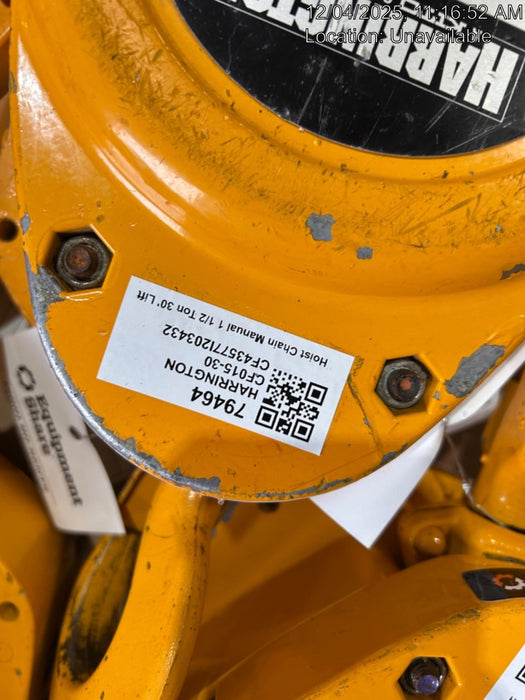 12/04/2025, 11:16:52 AM
Location: Unavailable
HARRINGTON
79464
HARRINGTON
CF015-30
CF43577I203432
Hoist Chain Manual 1 1/2 Ton 30' Lift
Equipment
Share